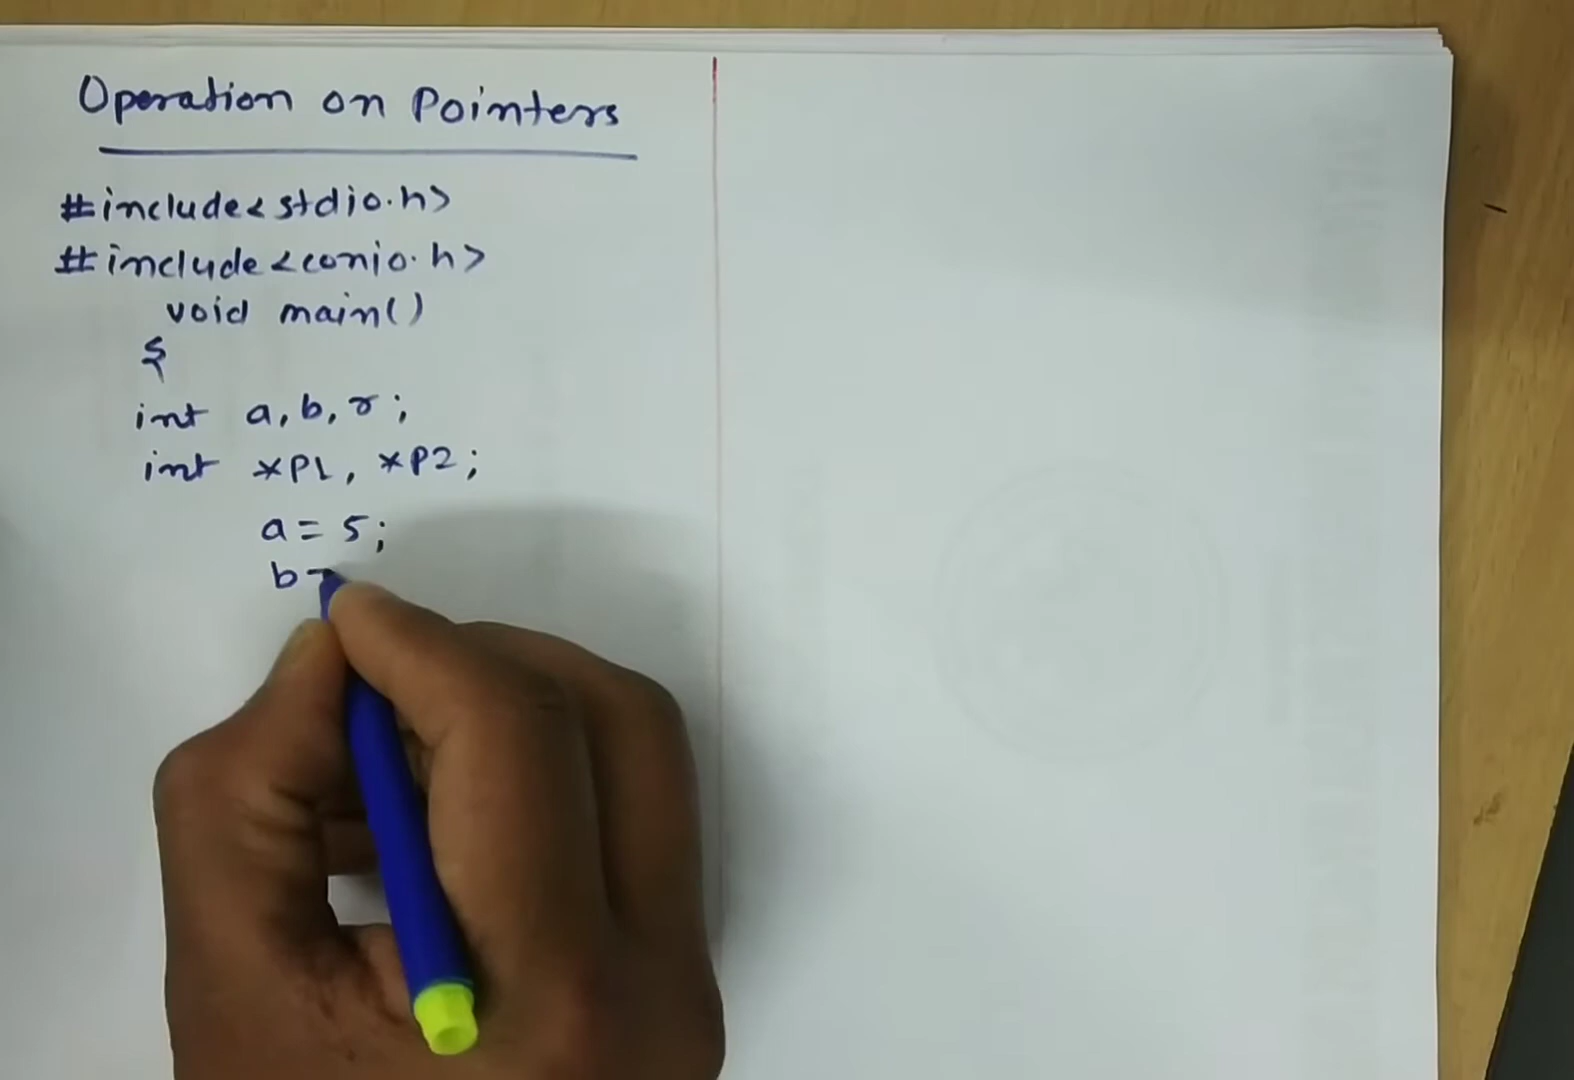 Operation on Pointers
#include<stdio.h>
#include<conio.h>
void main()
{
int a, b, r;
int *P1, *P2;
a = 5;
b=